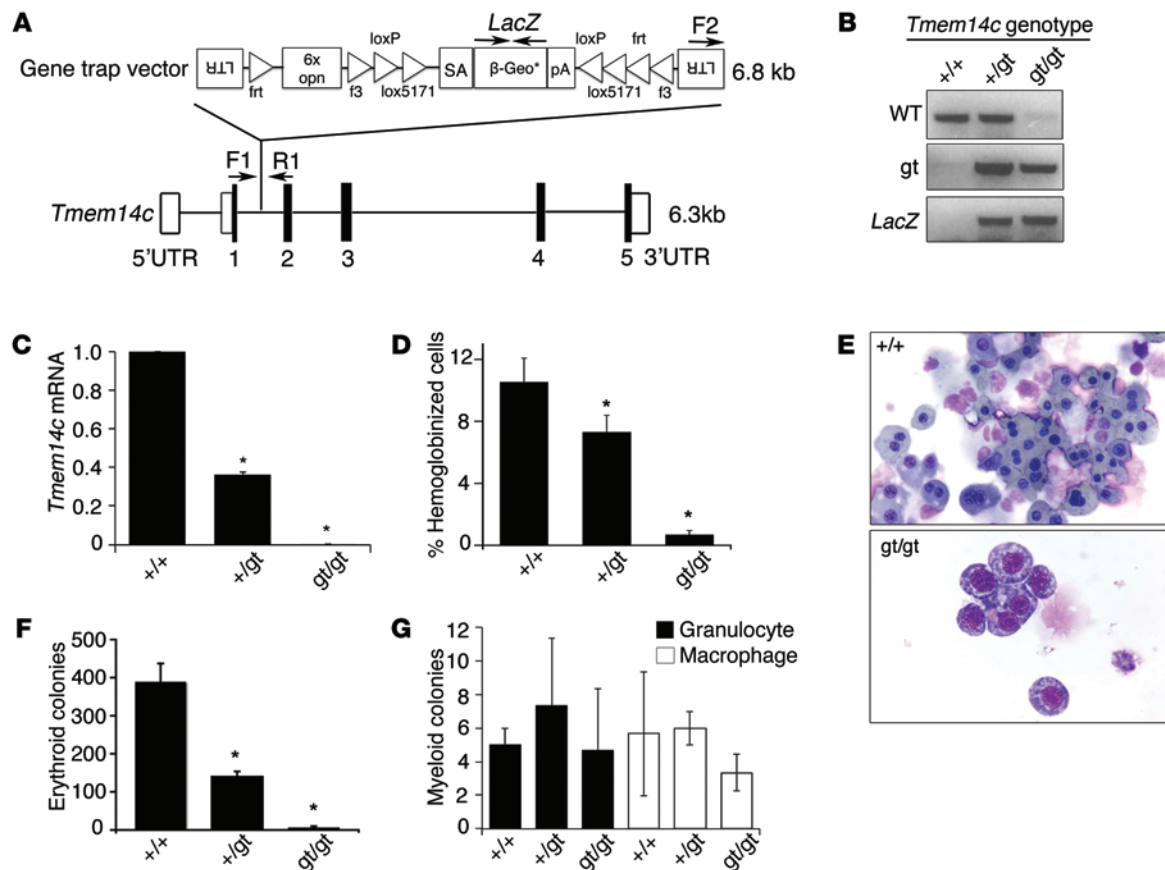 A
LacZ
F2
loxP
loxP
frt
Gene trap vector
LTR
6x
opn
SA
β-Geo*
pA
LTR
6.8 kb
frt
f3
lox5171
lox5171
f3
F1
R1
Tmem14c
6.3kb
5'UTR
1
2
3
4
5
3'UTR
B
Tmem14c genotype
+/+
+/gt
gt/gt
WT
gt
LacZ
C
Tmem14c mRNA
1.0
0.8
0.6
0.4
0.2
0
*
*
+/+
+/gt
gt/gt
D
% Hemoglobinized cells
12
8
4
0
*
*
+/+
+/gt
gt/gt
E
+/+
gt/gt
F
Erythroid colonies
500
400
300
200
100
0
*
*
+/+
+/gt
gt/gt
G
Myeloid colonies
12
10
8
6
4
2
0
Granulocyte
Macrophage
+/+
+/gt
gt/gt
+/+
+/gt
gt/gt